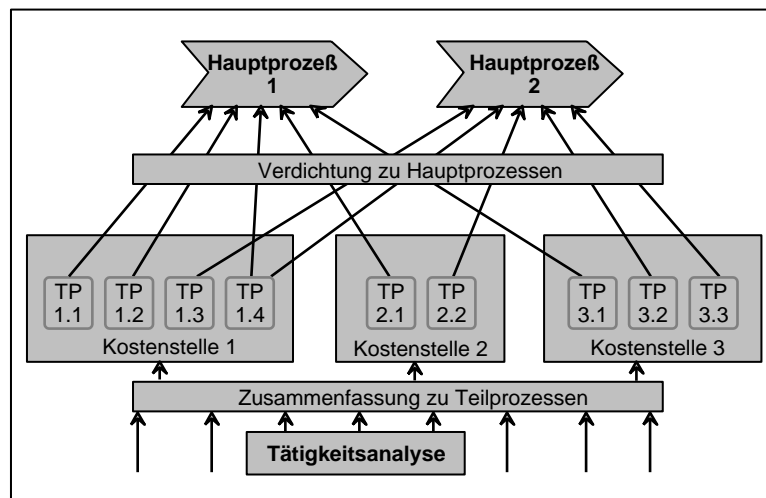 Hauptprozeß
1
Hauptprozeß
2
Verdichtung zu Hauptprozessen
TP
1.1
TP
1.2
TP
1.3
TP
1.4
Kostenstelle 1
TP
2.1
TP
2.2
Kostenstelle 2
TP
3.1
TP
3.2
TP
3.3
Kostenstelle 3
Zusammenfassung zu Teilprozessen
Tätigkeitsanalyse